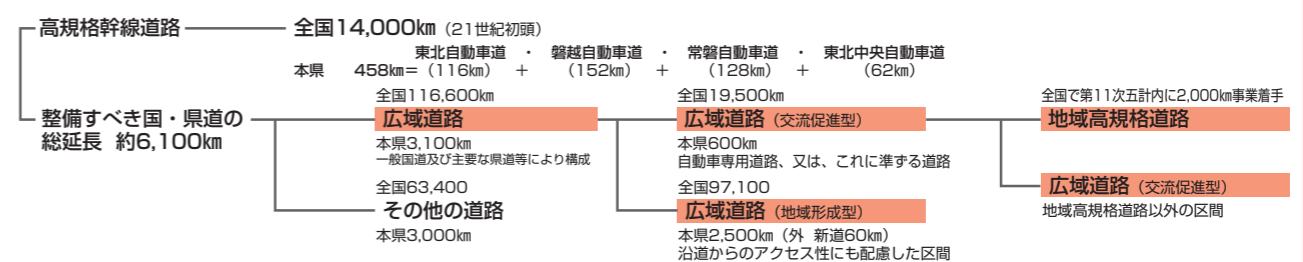 高規格幹線道路
全国14,000㎞（21世紀初頭）
東北自動車道 ・ 磐越自動車道 ・ 常磐自動車道 ・ 東北中央自動車道
本県 458㎞＝（116㎞） ＋ （152㎞） ＋ （128㎞） ＋ （62㎞）
整備すべき国・県道の
総延長 約6,100㎞
全国116,600㎞
広域道路
本県3,100㎞
一般国道及び主要な県道等により構成
全国63,400
その他の道路
本県3,000㎞
全国19,500㎞
広域道路（交流促進型）
本県600㎞
自動車専用道路、又は、これに準ずる道路
全国97,100
広域道路（地域形成型）
本県2,500㎞（外 新道60㎞）
沿道からのアクセス性にも配慮した区間
全国で第11次五計内に2,000㎞事業着手
地域高規格道路
広域道路（交流促進型）
地域高規格道路以外の区間